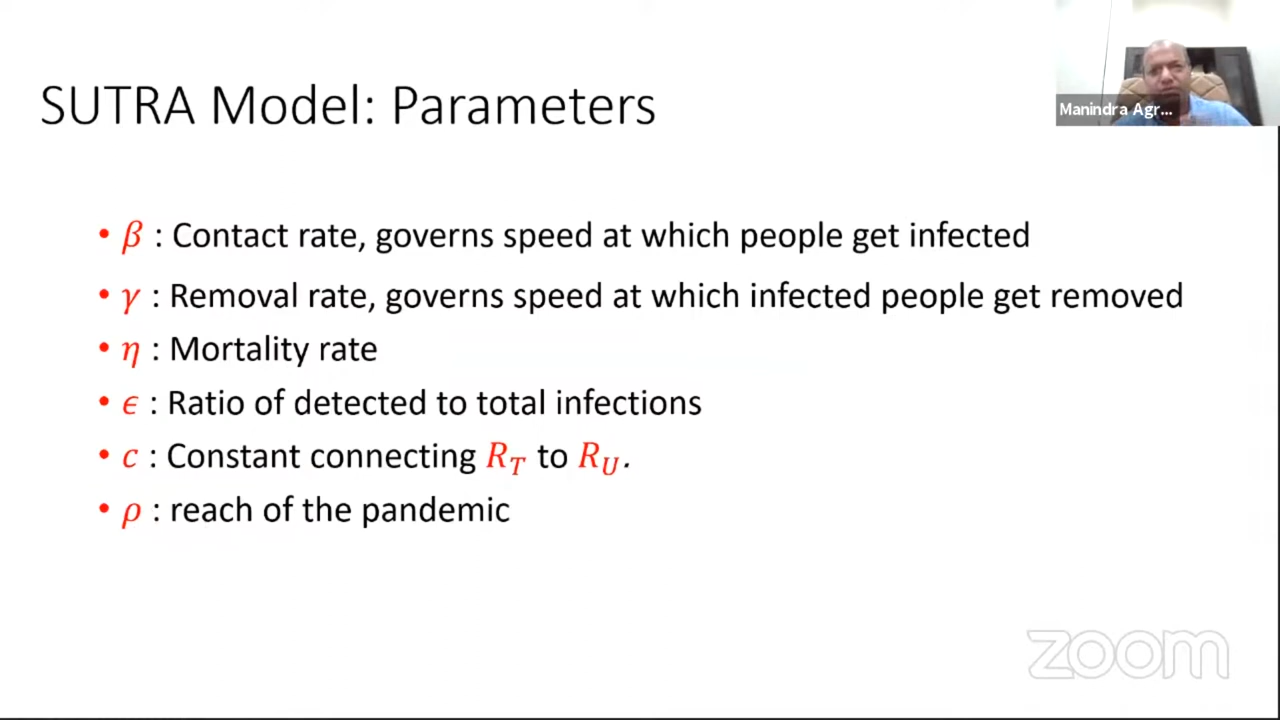 SUTRA Model: Parameters
Manindra Agr...
• β : Contact rate, governs speed at which people get infected
• γ : Removal rate, governs speed at which infected people get removed
• η : Mortality rate
• ϵ : Ratio of detected to total infections
• c : Constant connecting R_T to R_U.
• ρ : reach of the pandemic
zoom